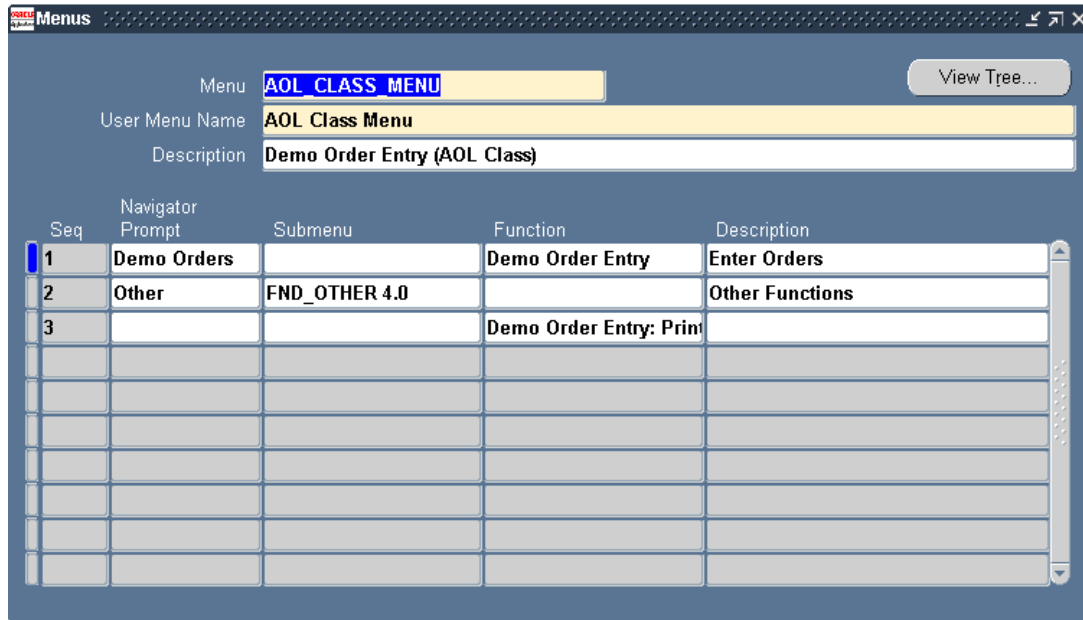 ORACLE Menus
Menu AOL_CLASS_MENU View Tree...
User Menu Name AOL Class Menu
Description Demo Order Entry (AOL Class)
Navigator
Seq Prompt Submenu Function Description
1 Demo Orders Demo Order Entry Enter Orders
2 Other FND_OTHER 4.0 Other Functions
3 Demo Order Entry: Print